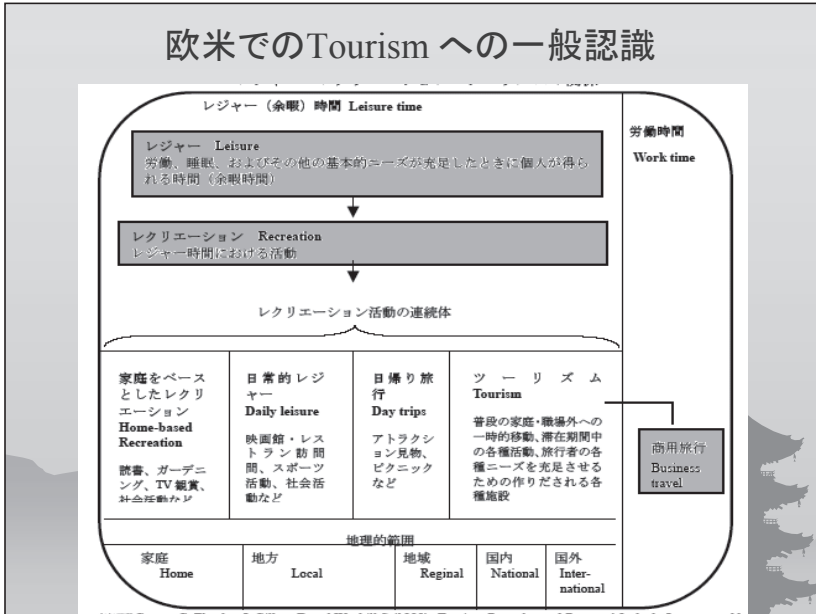 欧米でのTourism への一般認識
レジャー（余暇）時間 Leisure time
労働時間
Work time
レジャー Leisure
労働、睡眠、およびその他の基本的ニーズが充足したときに個人が得ら
れる時間（余暇時間）
レクリエーション Recreation
レジャー時間における活動
レクリエーション活動の連続体
家庭をベース
としたレクリ
エーション
Home-based
Recreation
読書、ガーデニ
ング、TV 観賞、
社会活動など
日常的レジ
ャー
Daily leisure
映画館・レス
トラン訪問
間、スポーツ
活動、社会活
動など
日帰り旅
行
Day trips
アトラクシ
ョン見物、
ピクニック
など
ツーリズム
Tourism
普段の家庭・職場外への
一時的移動、滞在期間中
の各種活動、旅行者の各
種ニーズを充足させる
ための作りだされる各
種施設
商用旅行
Business
travel
地理的範囲
家庭
Home
地方
Local
地域
Reginal
国内
National
国外
Inter-
national